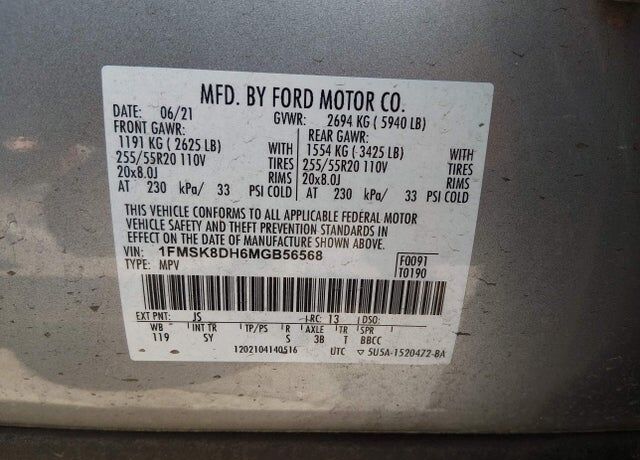 MFD. BY FORD MOTOR CO.
DATE: 06/21 GVWR: 2694 KG ( 5940 LB)
FRONT GAWR: REAR GAWR:
1191 KG ( 2625 LB) WITH 1554 KG ( 3425 LB) WITH
255/55R20 110V TIRES 255/55R20 110V TIRES
20x8.0J RIMS 20x8.0J RIMS
AT 230 kPa/ 33 PSI COLD AT 230 kPa/ 33 PSI COLD
THIS VEHICLE CONFORMS TO ALL APPLICABLE FEDERAL MOTOR
VEHICLE SAFETY AND THEFT PREVENTION STANDARDS IN
EFFECT ON THE DATE OF MANUFACTURE SHOWN ABOVE.
VIN: 1FMSK8DH6MGB56568 F0091
TYPE: MPV T0190
EXT PNT: JS RC: 13 DSO:
WB INT TR TP/PS R AXLE TR SPR
119 SY S 3B T BBCC
1202104140516 UTC ▽ 5U5A-1520472-BA